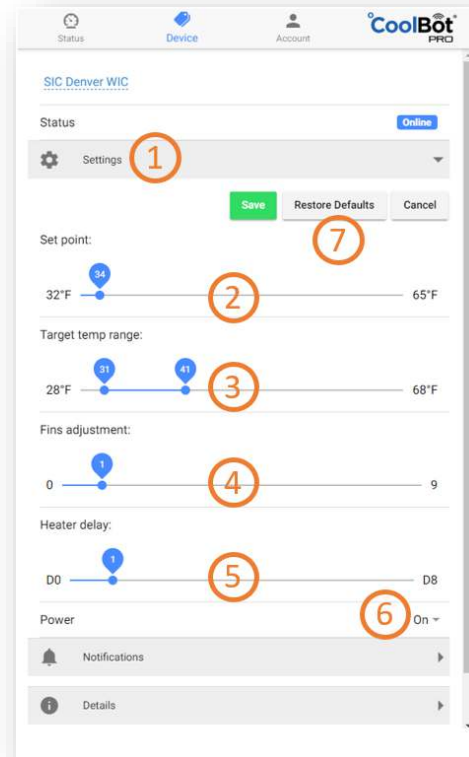 Status Device Account °CoolBot PRO
SIC Denver WIC
Status Online
Settings 1
Save Restore Defaults Cancel
7
Set point:
34
32°F 2 65°F
Target temp range:
31 41
28°F 3 68°F
Fins adjustment:
1
0 4 9
Heater delay:
1
D0 5 D8
Power 6 On
Notifications
Details